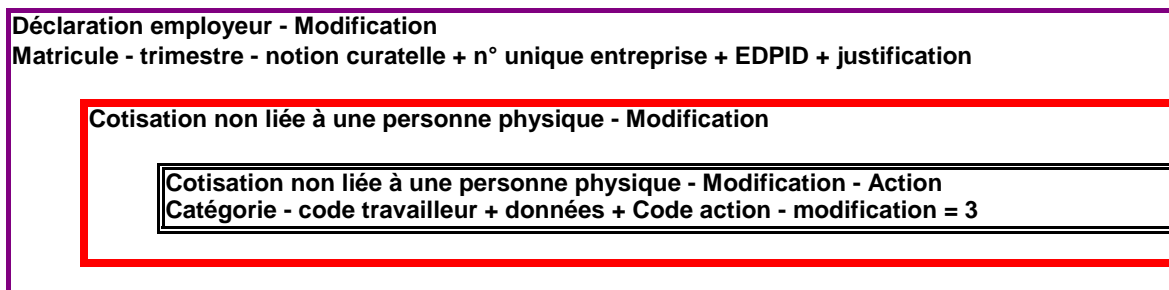 Déclaration employeur - Modification
Matricule - trimestre - notion curatelle + n° unique entreprise + EDPID + justification
Cotisation non liée à une personne physique - Modification
Cotisation non liée à une personne physique - Modification - Action
Catégorie - code travailleur + données + Code action - modification = 3